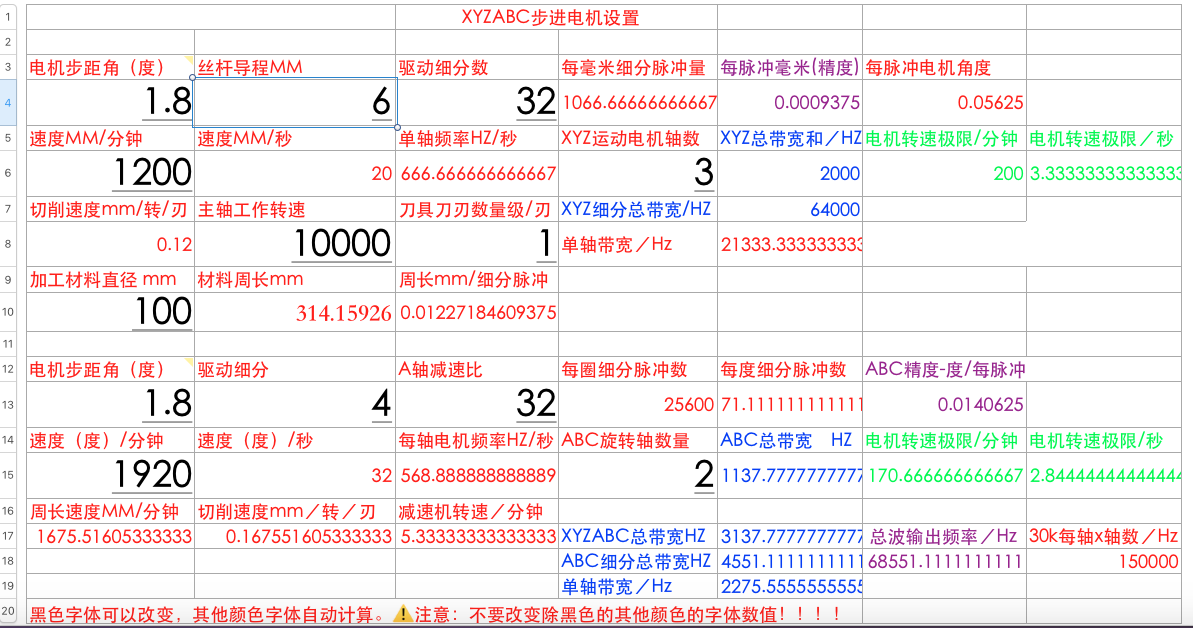 XYZABC步进电机设置
电机步距角（度） 丝杆导程MM 驱动细分数 每毫米细分脉冲量 每脉冲毫米(精度) 每脉冲电机角度
1.8 6 32 1066.66666666667 0.0009375 0.05625
速度MM/分钟 速度MM/秒 单轴频率HZ/秒 XYZ运动电机轴数 XYZ总带宽和／HZ 电机转速极限/分钟 电机转速极限／秒
1200 20 666.666666666667 3 2000 200 3.33333333333333
切削速度mm/转/刃 主轴工作转速 刀具刀刃数量级/刃 XYZ细分总带宽/HZ 64000
0.12 10000 1 单轴带宽／Hz 21333.333333333
加工材料直径 mm 材料周长mm 周长mm/细分脉冲
100 314.15926 0.01227184609375
电机步距角（度） 驱动细分 A轴减速比 每圈细分脉冲数 每度细分脉冲数 ABC精度-度/每脉冲
1.8 4 32 25600 71.111111111111 0.0140625
速度（度）/分钟 速度（度）/秒 每轴电机频率HZ/秒 ABC旋转轴数量 ABC总带宽 HZ 电机转速极限/分钟 电机转速极限/秒
1920 32 568.888888888889 2 1137.7777777777 170.666666666667 2.84444444444444
周长速度MM/分钟 切削速度mm／转／刃 减速机转速／分钟
1675.51605333333 0.167551605333333 5.33333333333333 XYZABC总带宽HZ 3137.7777777777 总波输出频率／Hz 30k每轴x轴数／Hz
ABC细分总带宽HZ 4551.1111111111 68551.1111111111 150000
单轴带宽／Hz 2275.5555555555
黑色字体可以改变，其他颜色字体自动计算。⚠️注意：不要改变除黑色的其他颜色的字体数值！！！！